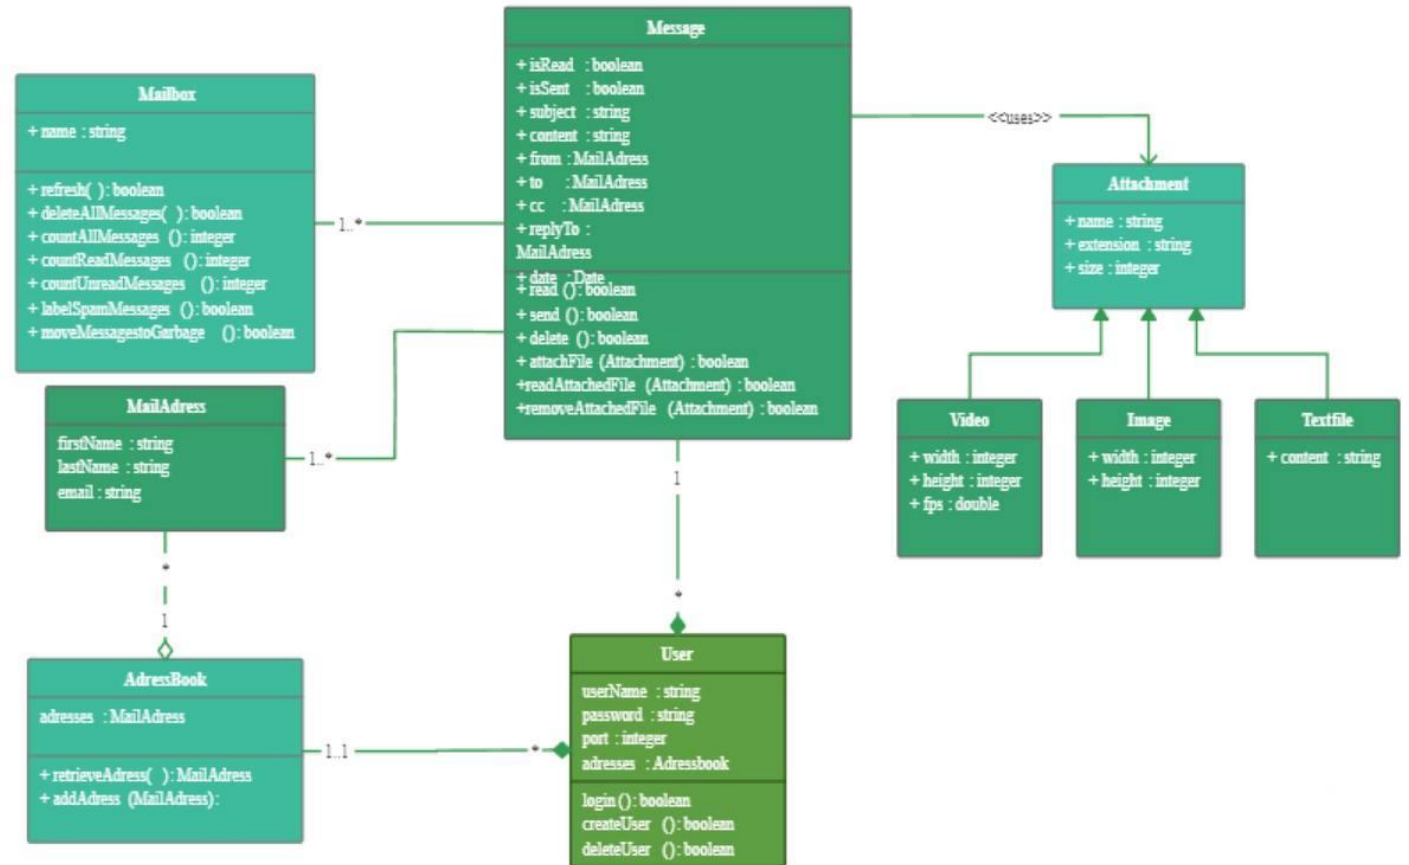 Message
+ isRead : boolean
+ isSent : boolean
+ subject : string
+ content : string
+ from : MailAdress
+ to : MailAdress
+ cc : MailAdress
+ replyTo :
MailAdress
+ date : Date
+ read (): boolean
+ send (): boolean
+ delete (): boolean
+ attachFile (Attachment) : boolean
+readAttachedFile (Attachment) : boolean
+removeAttachedFile (Attachment) : boolean
Mailbox
+ name : string
+ refresh( ): boolean
+ deleteAllMessages( ): boolean
+ countAllMessages (): integer
+ countReadMessages (): integer
+ countUnreadMessages (): integer
+ labelSpamMessages (): boolean
+ moveMessagestoGarbage (): boolean
1..*
<<uses>>
Attachment
+ name : string
+ extension : string
+ size : integer
MailAdress
firstName : string
lastName : string
email : string
1..*
Video
+ width : integer
+ height : integer
+ fps : double
Image
+ width : integer
+ height : integer
Textfile
+ content : string
1
*
*
1
AdressBook
adresses : MailAdress
+ retrieveAdress( ): MailAdress
+ addAdress (MailAdress):
1..1
*
User
userName : string
password : string
port : integer
adresses : Adressbook
login (): boolean
createUser (): boolean
deleteUser (): boolean